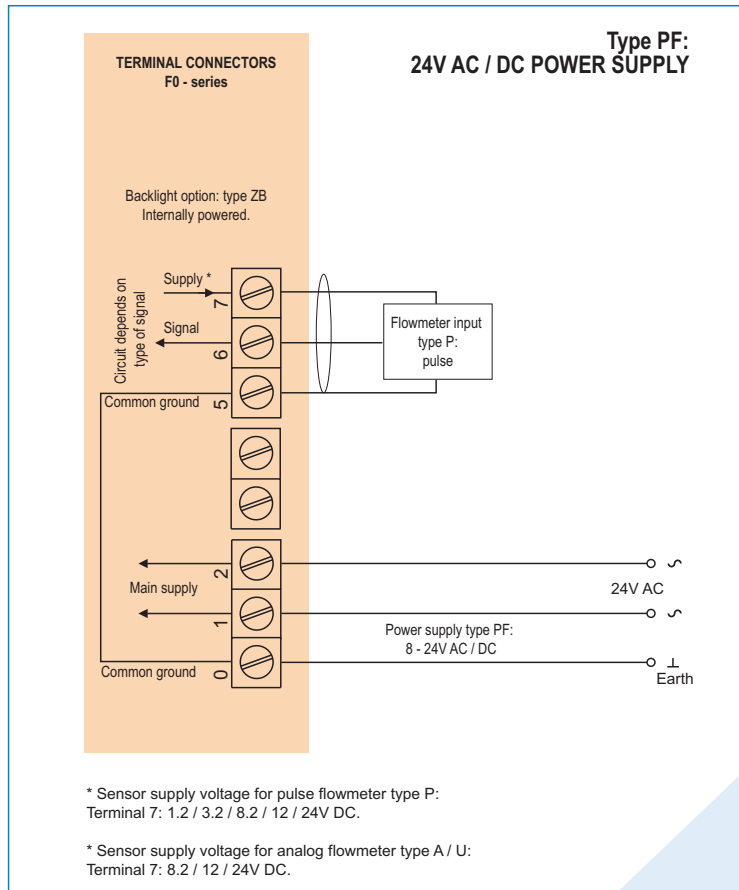 Type PF:
24V AC / DC POWER SUPPLY
TERMINAL CONNECTORS
F0 - series
Backlight option: type ZB
Internally powered.
Circuit depends on
type of signal
Supply *
7
Signal
6
Common ground
5
Flowmeter input
type P:
pulse
2
Main supply
1
24V AC
Power supply type PF:
8 - 24V AC / DC
Common ground
0
Earth
* Sensor supply voltage for pulse flowmeter type P:
Terminal 7: 1.2 / 3.2 / 8.2 / 12 / 24V DC.
* Sensor supply voltage for analog flowmeter type A / U:
Terminal 7: 8.2 / 12 / 24V DC.